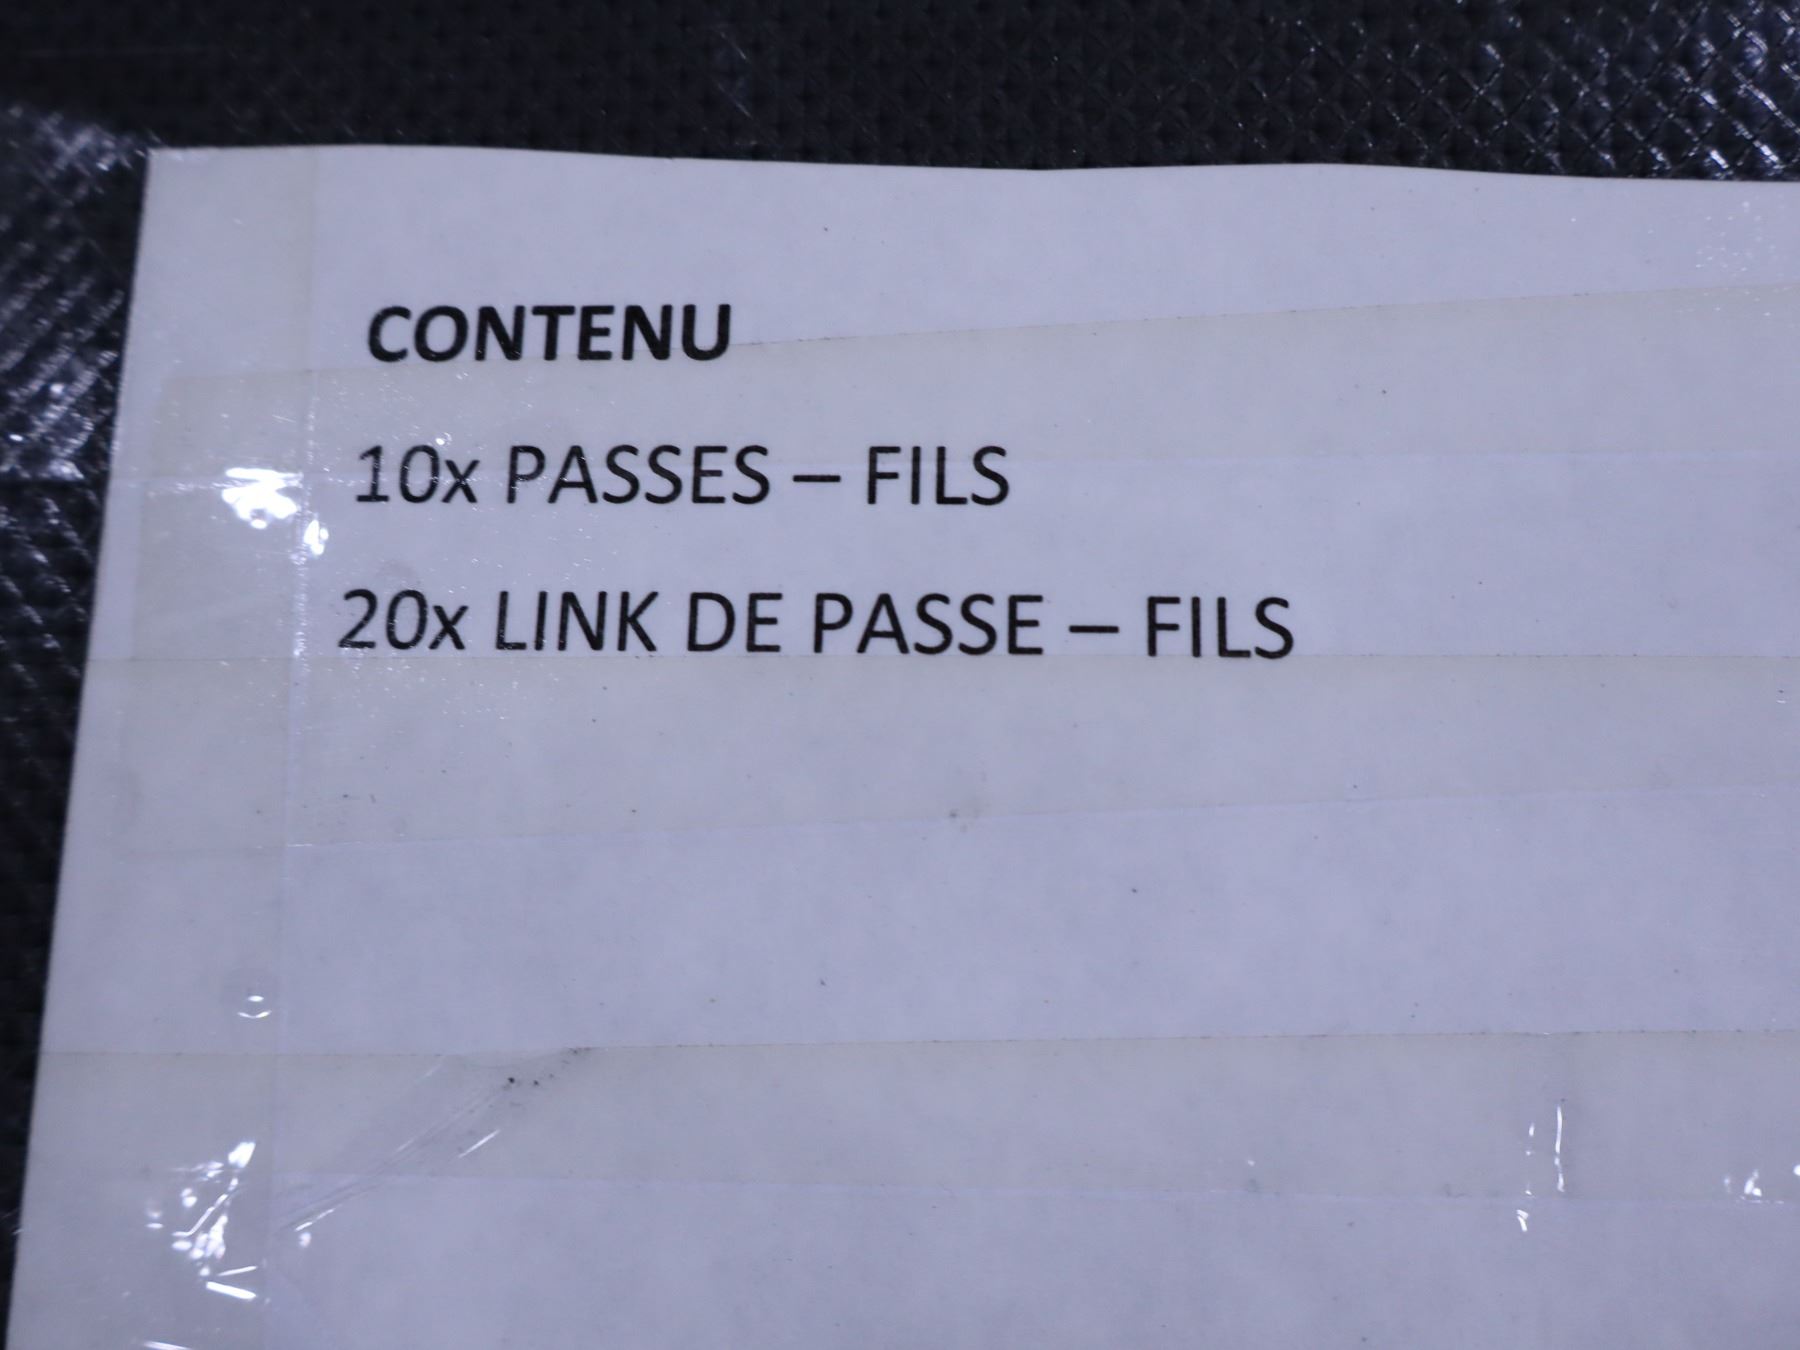 CONTENU
10x PASSES – FILS
20x LINK DE PASSE – FILS